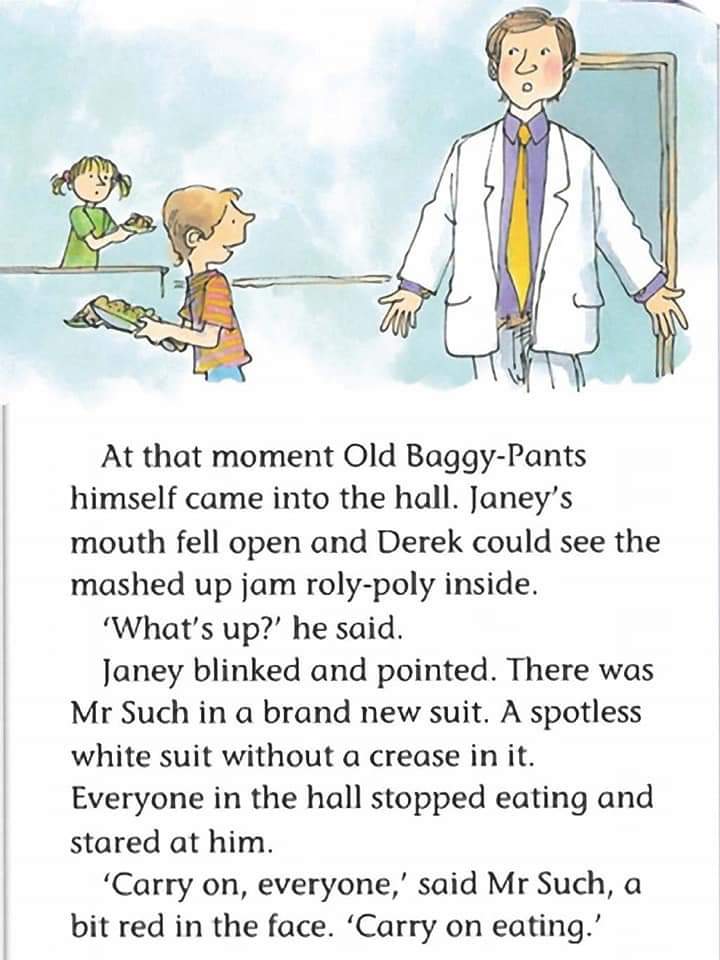 At that moment Old Baggy-Pants
himself came into the hall. Janey's
mouth fell open and Derek could see the
mashed up jam roly-poly inside.
'What's up?' he said.
Janey blinked and pointed. There was
Mr Such in a brand new suit. A spotless
white suit without a crease in it.
Everyone in the hall stopped eating and
stared at him.
'Carry on, everyone,' said Mr Such, a
bit red in the face. 'Carry on eating.'